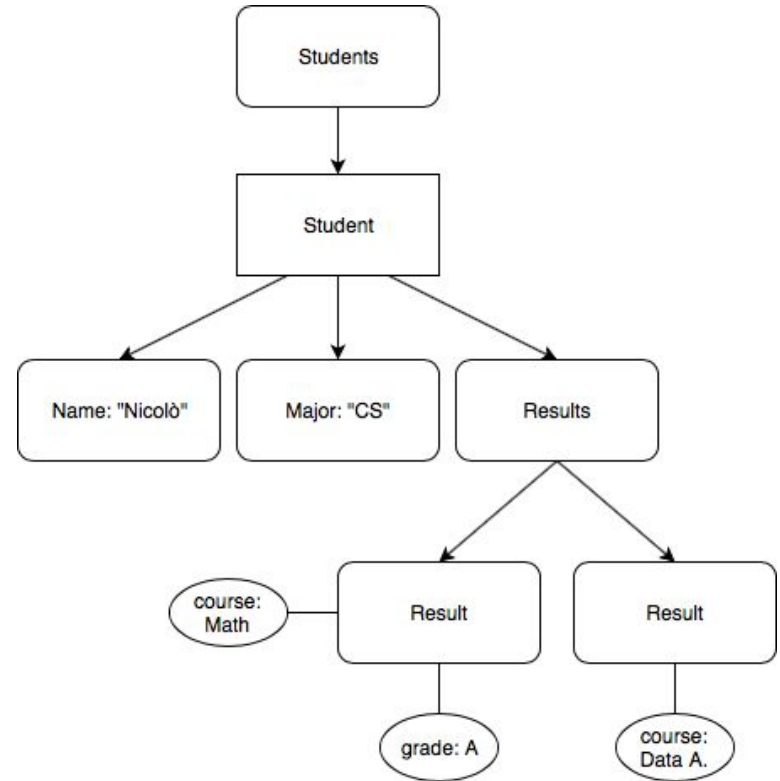 Students
Student
Name: "Nicolò"
Major: "CS"
Results
course:
Math
Result
Result
grade: A
course:
Data A.